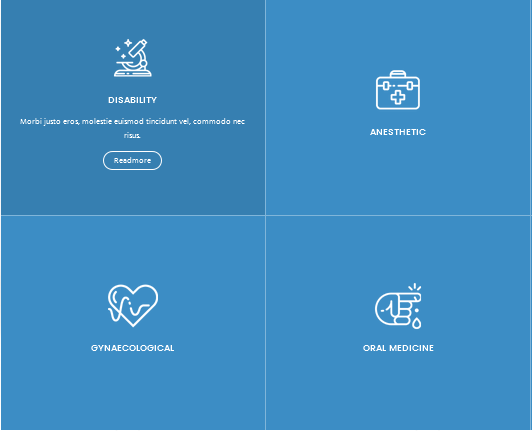 DISABILITY
Morbi justo eros, molestie euismod tincidunt vel, commodo nec
risus.
Readmore
ANESTHETIC
GYNAECOLOGICAL
ORAL MEDICINE